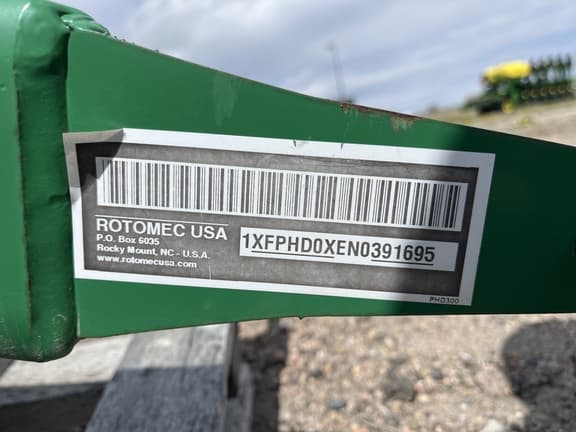 ROTOMEC USA
P.O. Box 6035
Rocky Mount, NC - U.S.A.
www.rotomecusa.com
1XFPHD0XEN0391695
PHD300